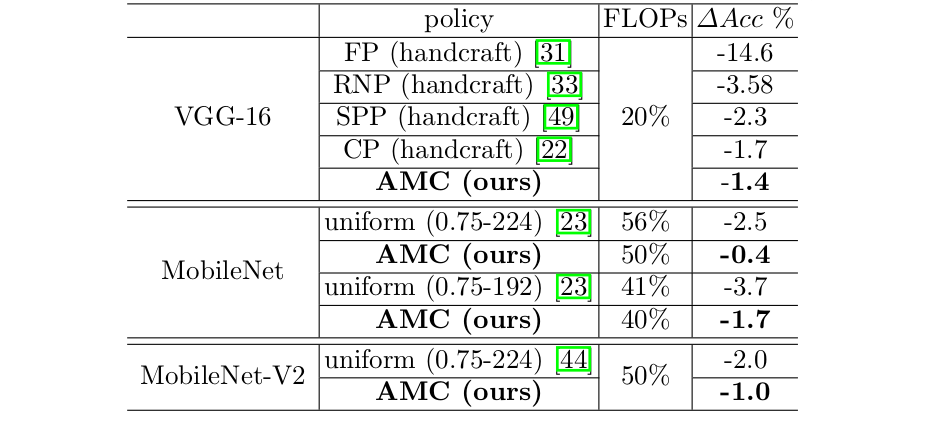 policy FLOPs ΔAcc %
FP (handcraft) [31] -14.6
RNP (handcraft) [33] -3.58
VGG-16 SPP (handcraft) [49] 20% -2.3
CP (handcraft) [22] -1.7
AMC (ours) -1.4
uniform (0.75-224) [23] 56% -2.5
AMC (ours) 50% -0.4
MobileNet
uniform (0.75-192) [23] 41% -3.7
AMC (ours) 40% -1.7
uniform (0.75-224) [44] -2.0
MobileNet-V2 50%
AMC (ours) -1.0